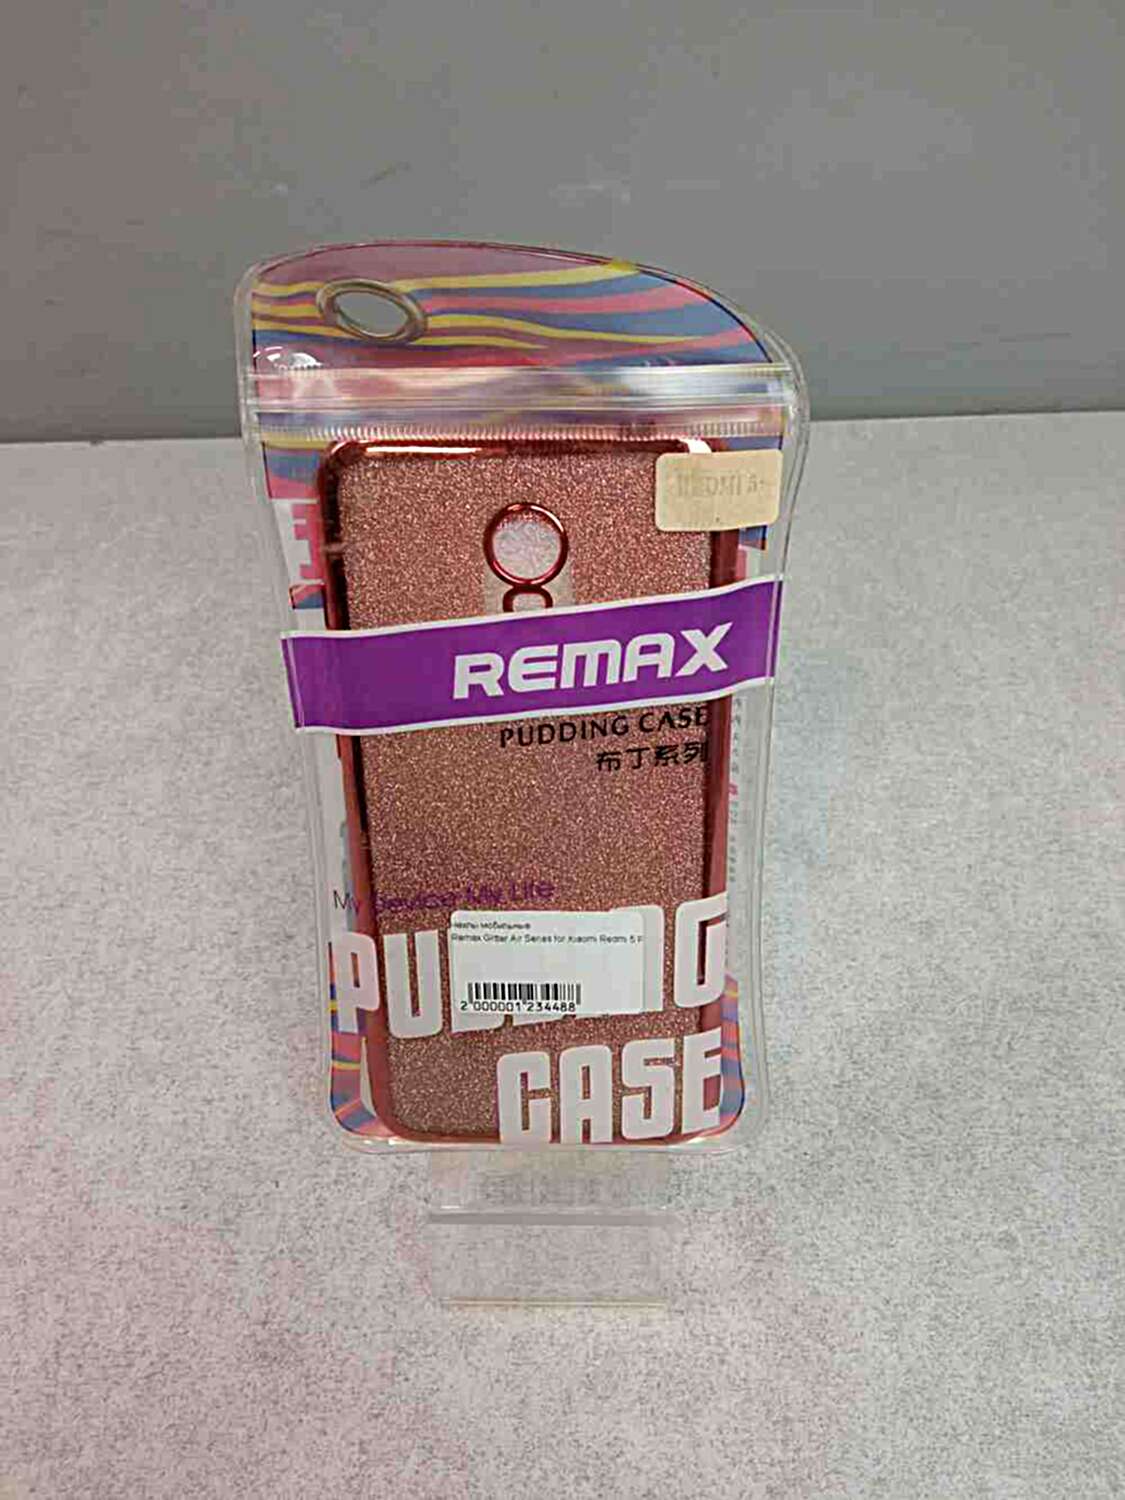 REMAX
PUDDING CASE
布丁系列
My Device My Life
PUDDING
CASE
Чехлы мобильные
Remax Glitter Air Series for Xiaomi Redmi 5 P
2 000001 234488